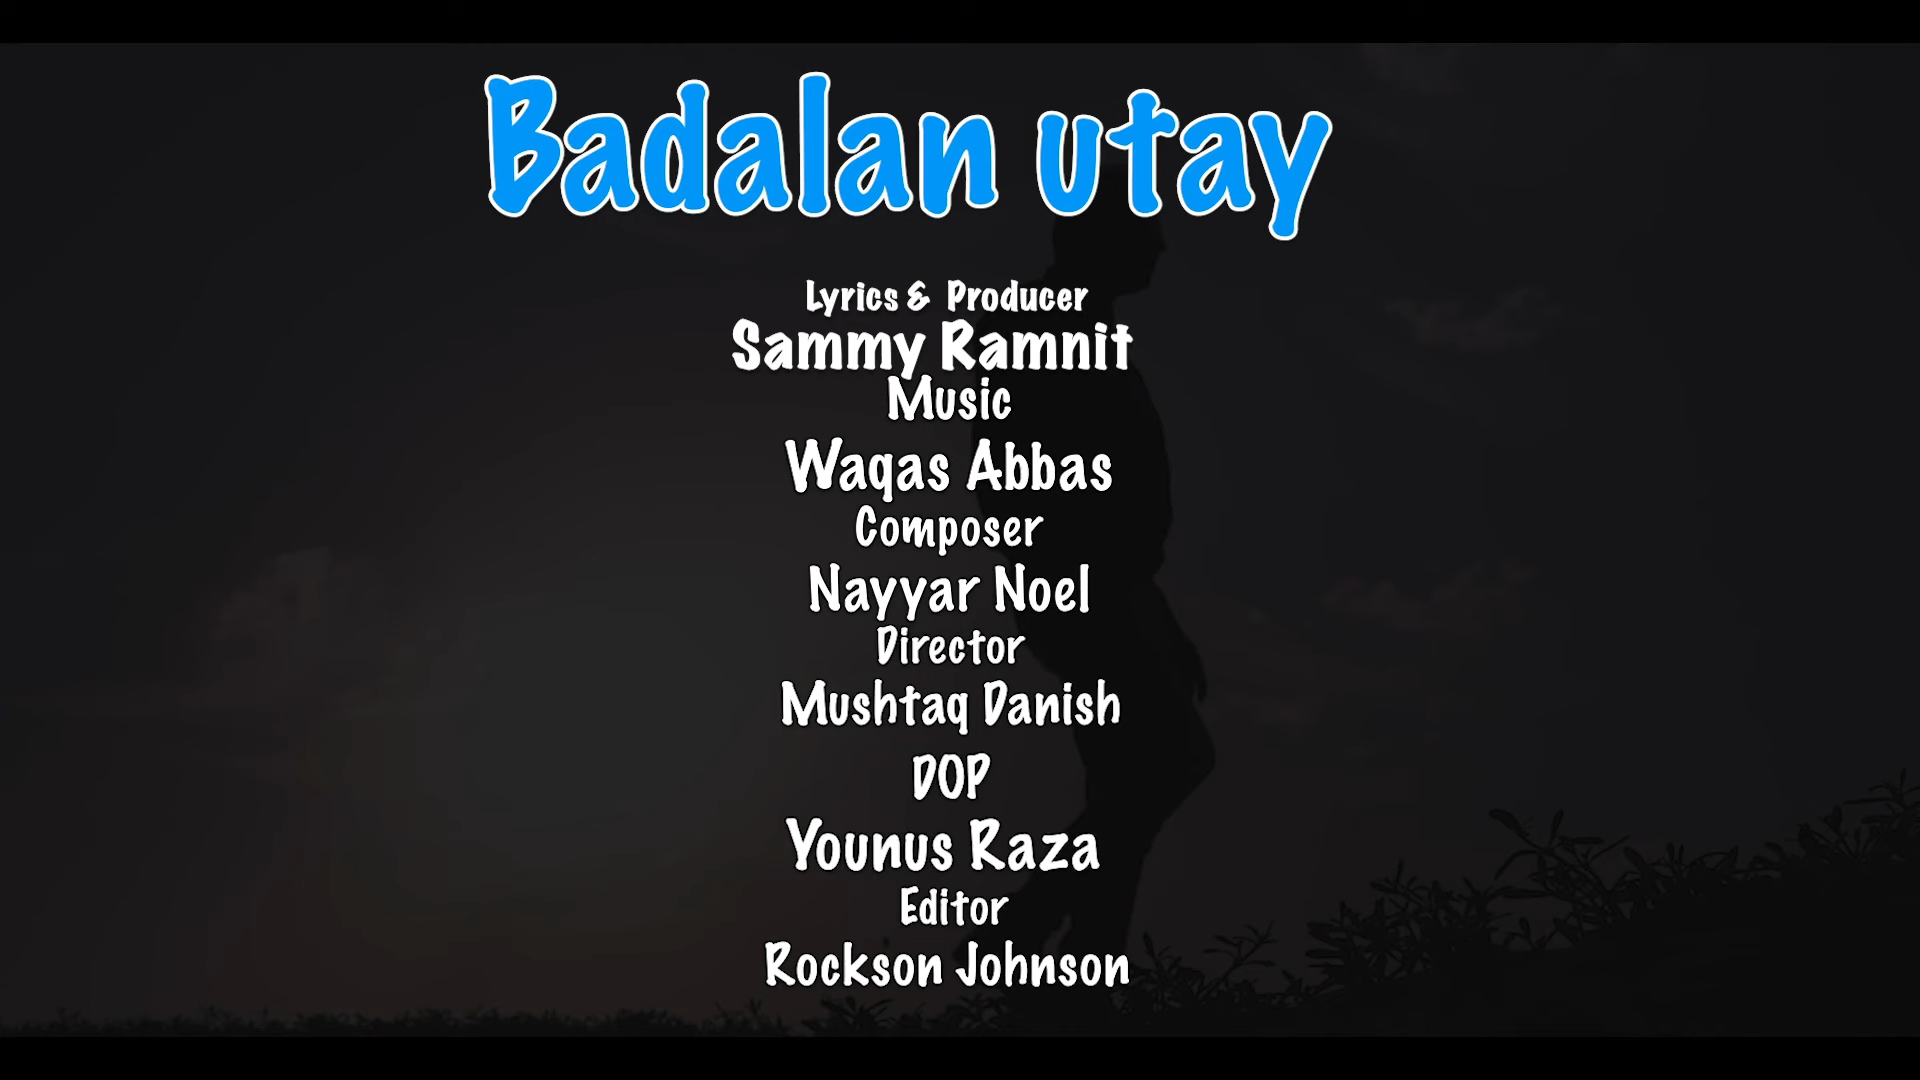 Badalan utay
Lyrics & Producer
Sammy Ramnit
Music
Waqas Abbas
Composer
Nayyar Noel
Director
Mushtaq Danish
DOP
Younus Raza
Editor
Rockson Johnson